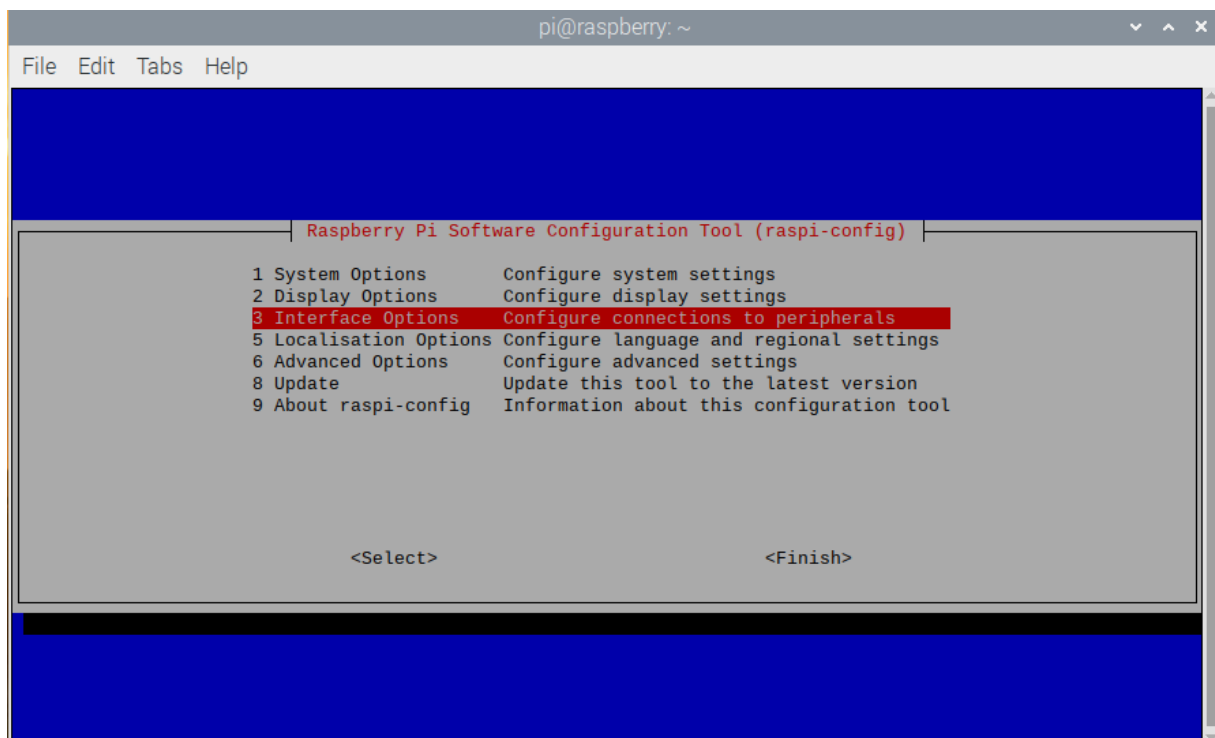 pi@raspberry: ~
File Edit Tabs Help
Raspberry Pi Software Configuration Tool (raspi-config)
1 System Options Configure system settings
2 Display Options Configure display settings
3 Interface Options Configure connections to peripherals
5 Localisation Options Configure language and regional settings
6 Advanced Options Configure advanced settings
8 Update Update this tool to the latest version
9 About raspi-config Information about this configuration tool
<Select> <Finish>